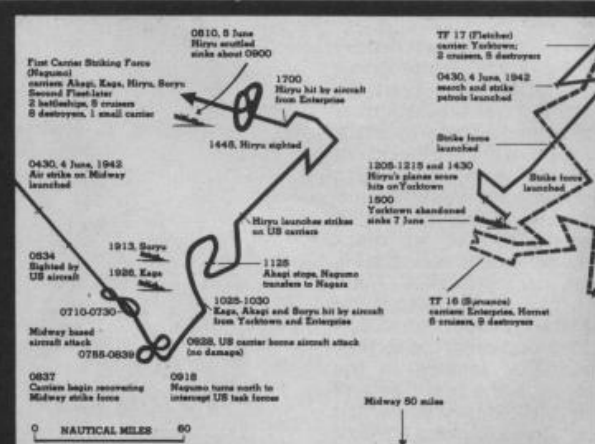 First Carrier Striking Force
(Nagumo)
carriers: Akagi, Kaga, Hiryu, Soryu
Second Fleet-later
2 battleships, 5 cruisers
8 destroyers, 1 small carrier
0510, 5 June
Hiryu scuttled
sinks about 0900
1700
Hiryu hit by aircraft
from Enterprise
1445, Hiryu sighted
0430, 4 June, 1942
Air strike on Midway
launched
Hiryu launches strikes
on US carriers
1913, Soryu
1926, Kaga
1125
Akagi stops, Nagumo
transfers to Nagara
0534
Sighted by
US aircraft
0710-0730
1025-1030
Kaga, Akagi and Soryu hit by aircraft
from Yorktown and Enterprise
Midway based
aircraft attack
0755-0839
0928, US carrier borne aircraft attack
(no damage)
0837
Carriers begin recovering
Midway strike force
0918
Nagumo turns north to
intercept US task forces
0 NAUTICAL MILES 60
TF 17 (Fletcher)
carrier: Yorktown;
2 cruisers, 5 destroyers
0430, 4 June, 1942
search and strike
patrols launched
Strike force
launched
1205-1215 and 1430
Hiryu's planes score
hits on Yorktown
Strike force
launched
1500
Yorktown abandoned
sinks 7 June
TF 16 (Spruance)
carriers: Enterprise, Hornet
6 cruisers, 9 destroyers
Midway 50 miles